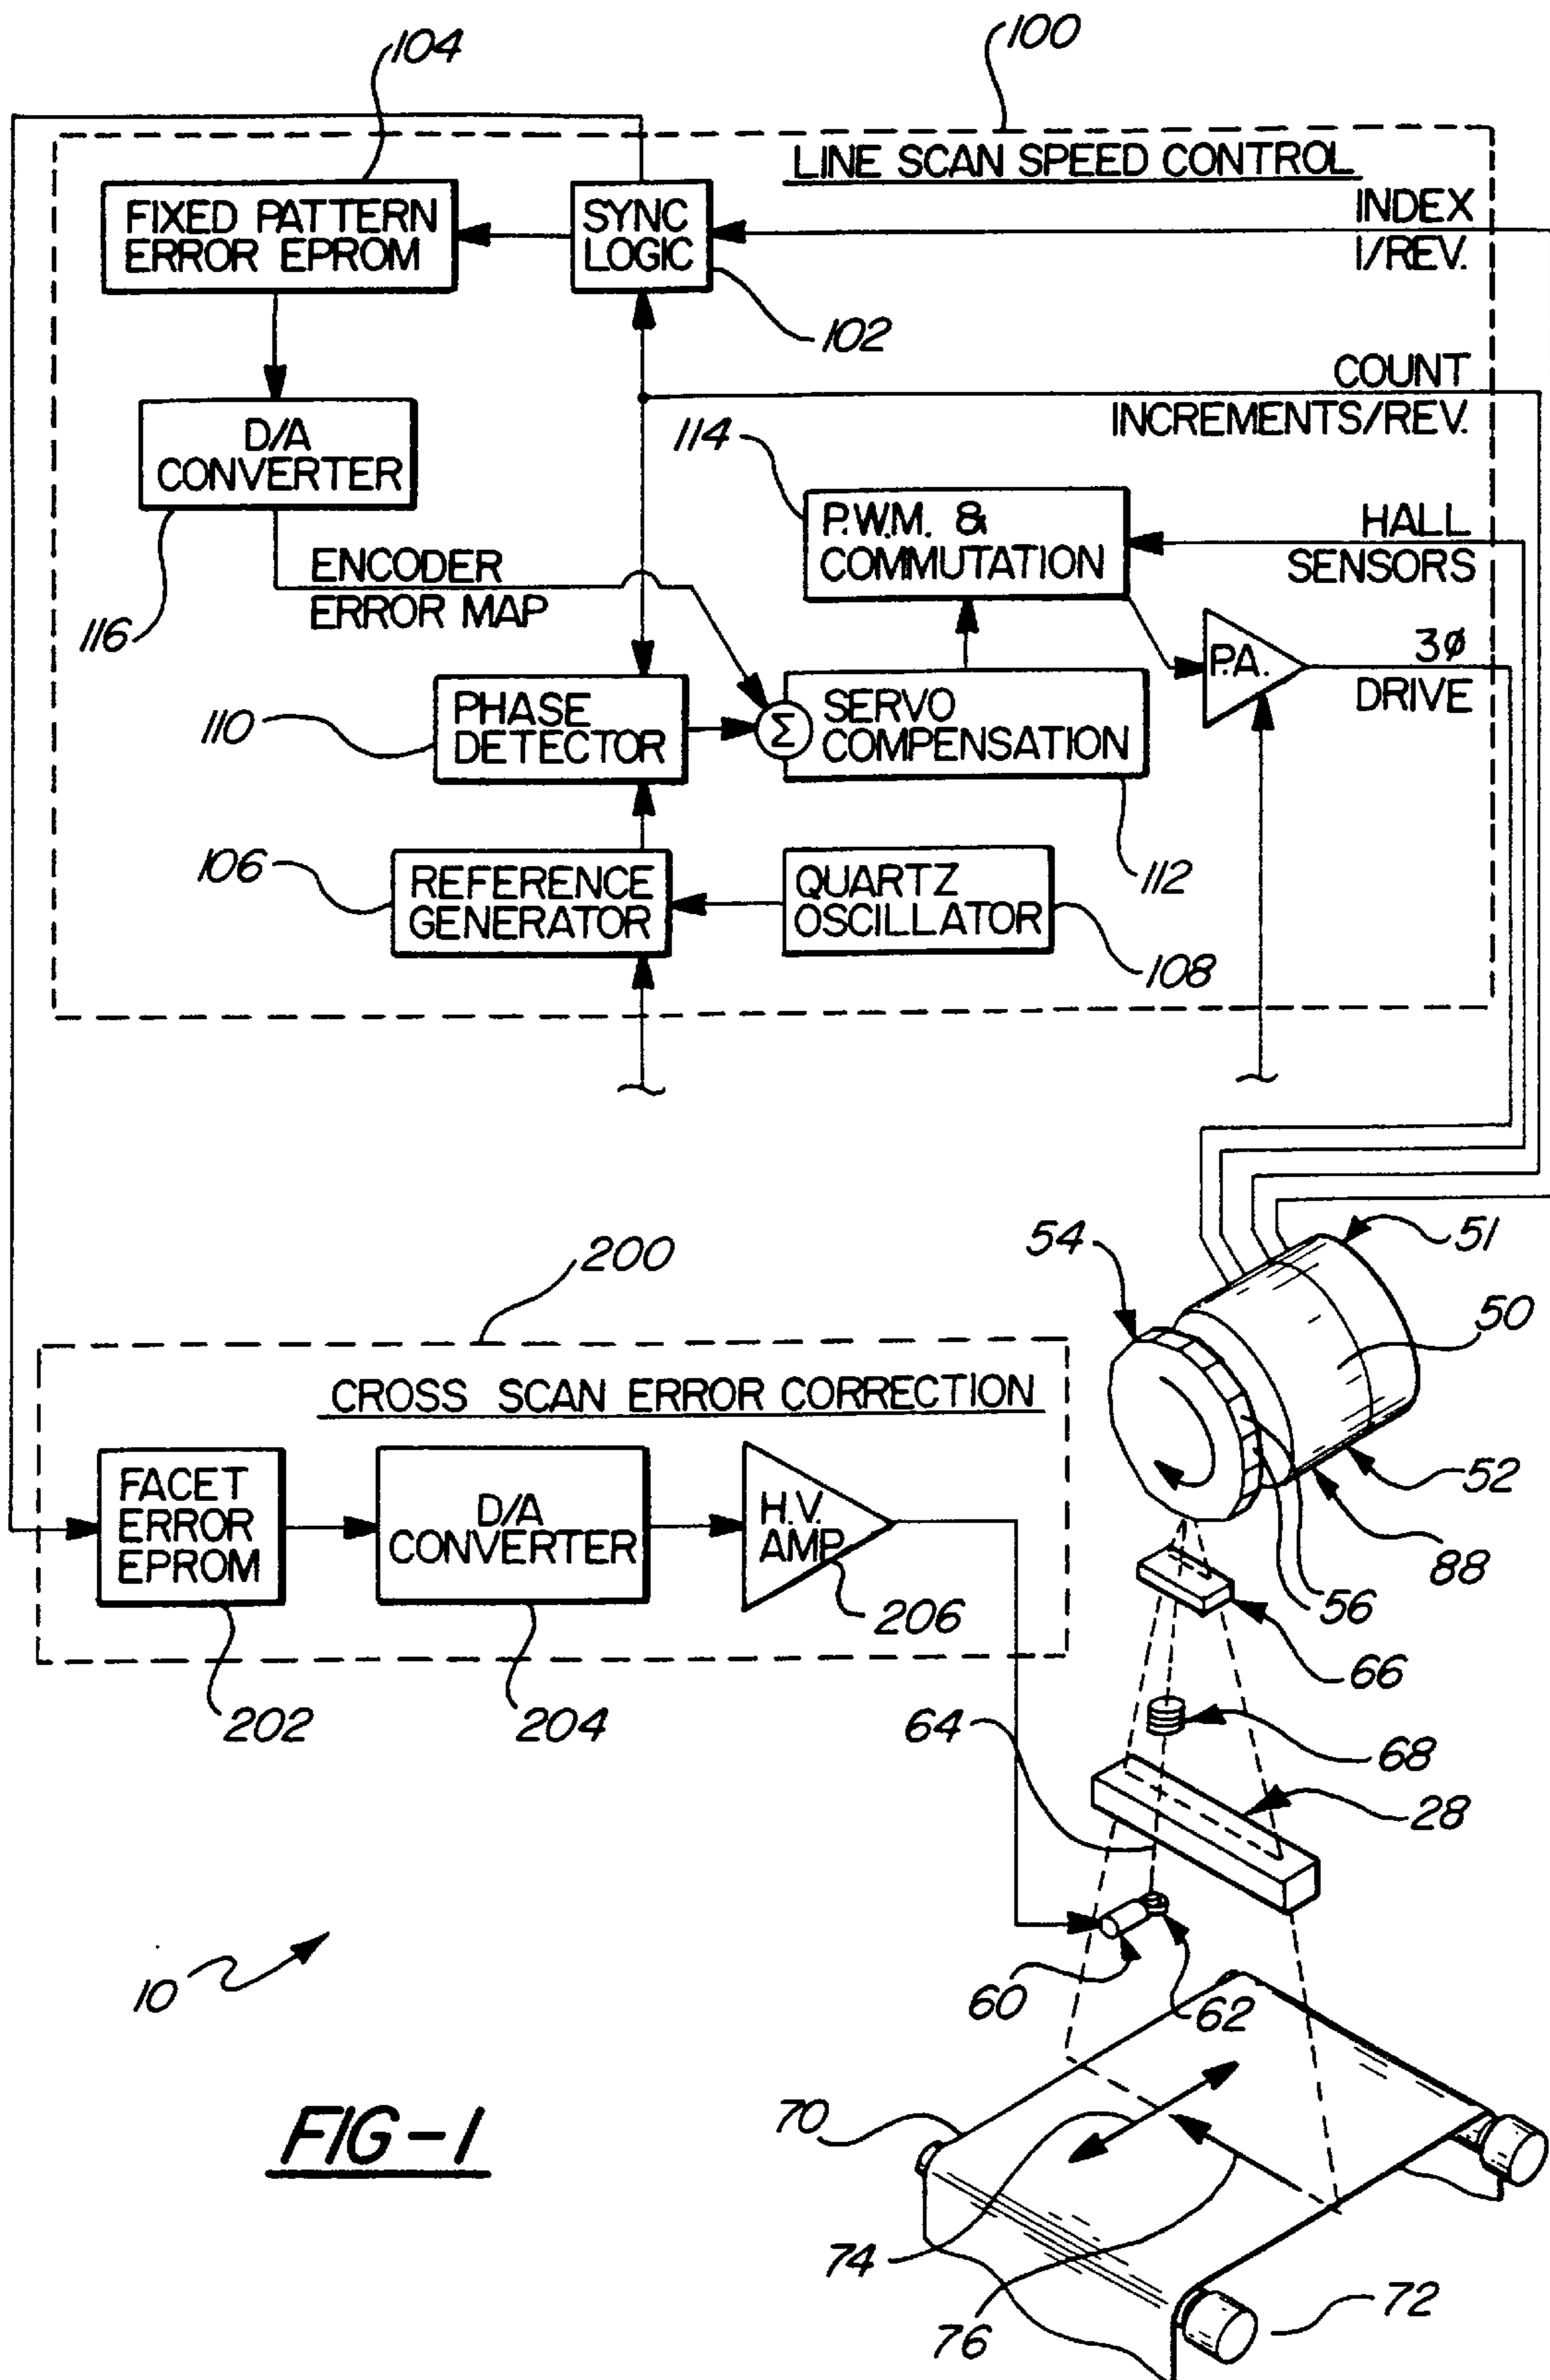 104
100
LINE SCAN SPEED CONTROL
FIXED PATTERN
ERROR EPROM
SYNC
LOGIC
INDEX
1/REV.
102
COUNT
INCREMENTS/REV.
D/A
CONVERTER
114
P.W.M. &
COMMUTATION
HALL
SENSORS
ENCODER
ERROR MAP
116
P.A.
3ø
DRIVE
PHASE
DETECTOR
110
Σ
SERVO
COMPENSATION
106
REFERENCE
GENERATOR
QUARTZ
OSCILLATOR
112
108
54
51
200
50
CROSS SCAN ERROR CORRECTION
52
FACET
ERROR
EPROM
D/A
CONVERTER
H.V.
AMP
88
206
56
66
202
204
64
68
28
10
60
62
FIG-1
70
74
76
72